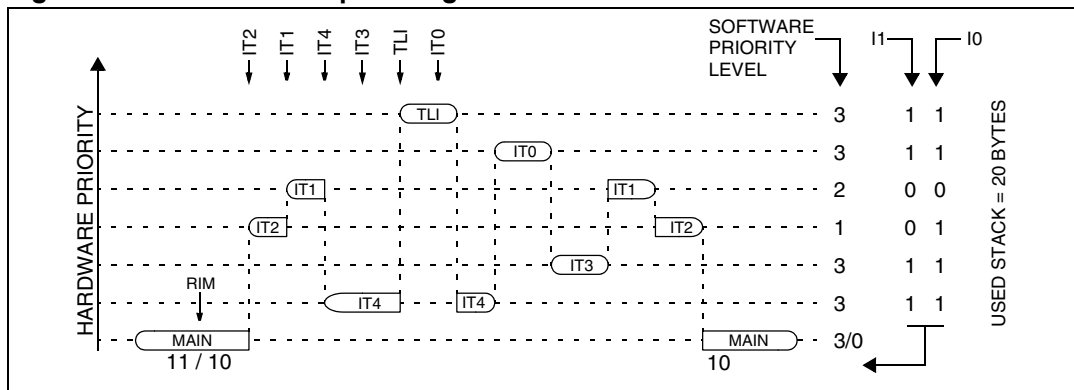 IT2
IT1
IT4
IT3
TLI
IT0
SOFTWARE
PRIORITY
LEVEL
I1
I0
HARDWARE PRIORITY
TLI
3
1 1
IT0
3
1 1
IT1
IT1
2
0 0
IT2
IT2
1
0 1
IT3
3
1 1
RIM
IT4
IT4
3
1 1
MAIN
MAIN
3/0
11 / 10
10
USED STACK = 20 BYTES